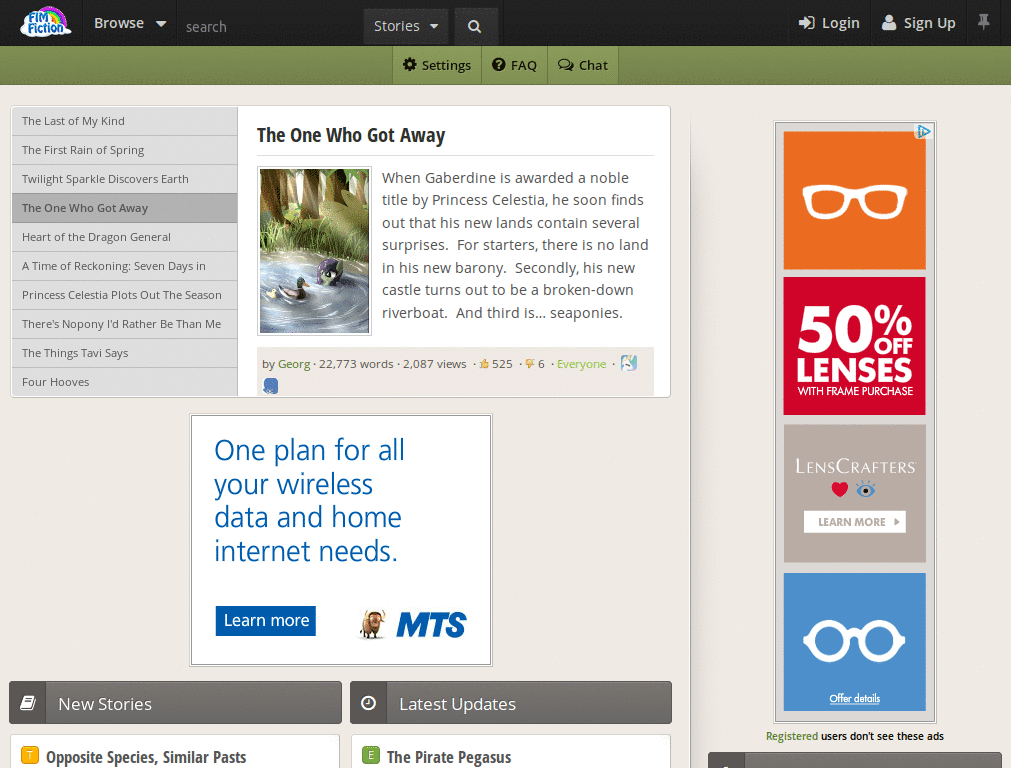 FiM Fiction
Browse
search
Stories
Login
Sign Up
Settings
FAQ
Chat
The Last of My Kind
The First Rain of Spring
Twilight Sparkle Discovers Earth
The One Who Got Away
Heart of the Dragon General
A Time of Reckoning: Seven Days in
Princess Celestia Plots Out The Season
There's Nopony I'd Rather Be Than Me
The Things Tavi Says
Four Hooves
The One Who Got Away
When Gaberdine is awarded a noble
title by Princess Celestia, he soon finds
out that his new lands contain several
surprises. For starters, there is no land
in his new barony. Secondly, his new
castle turns out to be a broken-down
riverboat. And third is... seaponies.
by Georg · 22,773 words · 2,087 views · 525 · 6 · Everyone ·
One plan for all
your wireless
data and home
internet needs.
Learn more
MTS
50%
OFF
LENSES
WITH FRAME PURCHASE
LENSCRAFTERS
LEARN MORE
Offer details
Registered users don't see these ads
New Stories
Latest Updates
T Opposite Species, Similar Pasts
E The Pirate Pegasus